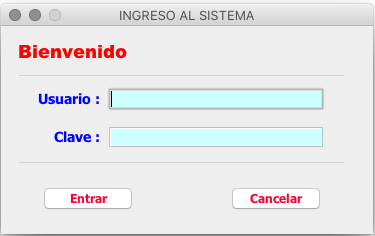 INGRESO AL SISTEMA
Bienvenido
Usuario :
Clave :
Entrar Cancelar